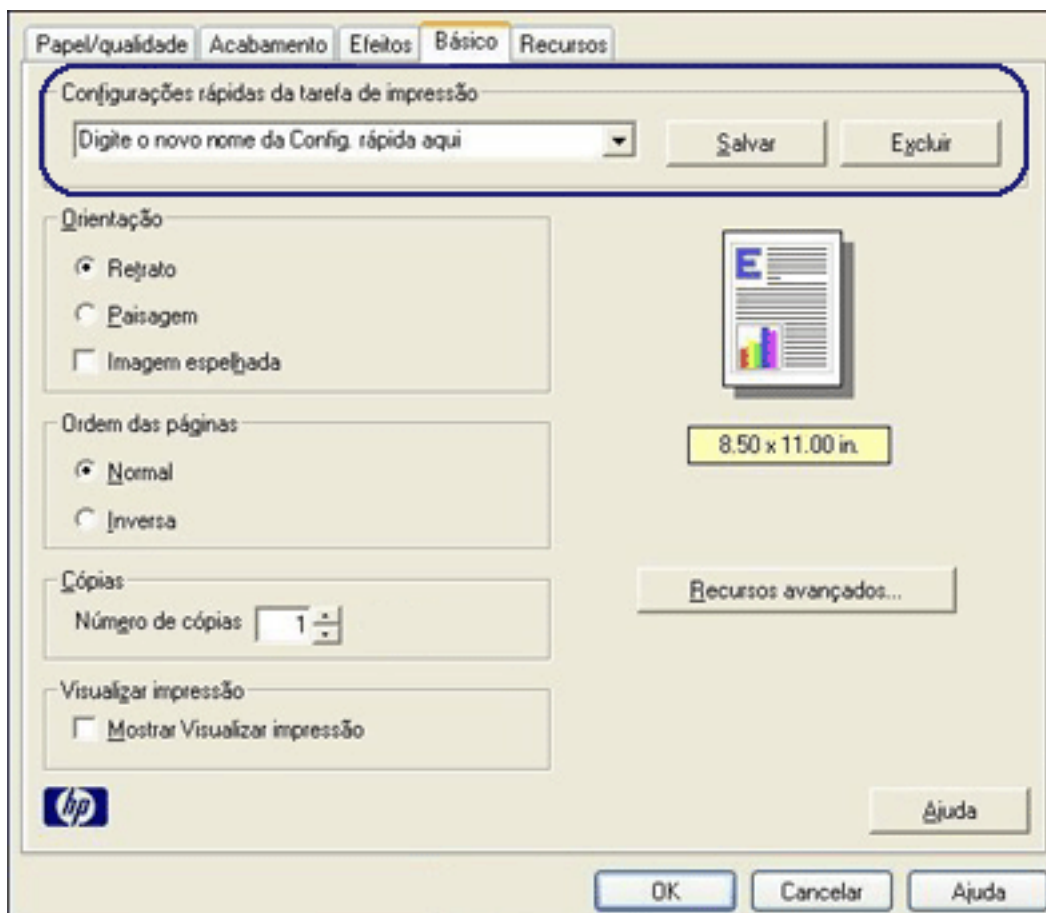 Papel/qualidade Acabamento Efeitos Básico Recursos
Configurações rápidas da tarefa de impressão
Digite o novo nome da Config. rápida aqui Salvar Excluir
Orientação
Retrato
Paisagem
Imagem espelhada
E
8.50 x 11.00 in.
Ordem das páginas
Normal
Inversa
Cópias
Número de cópias 1
Recursos avançados...
Visualizar impressão
Mostrar Visualizar impressão
hp
Ajuda
OK Cancelar Ajuda